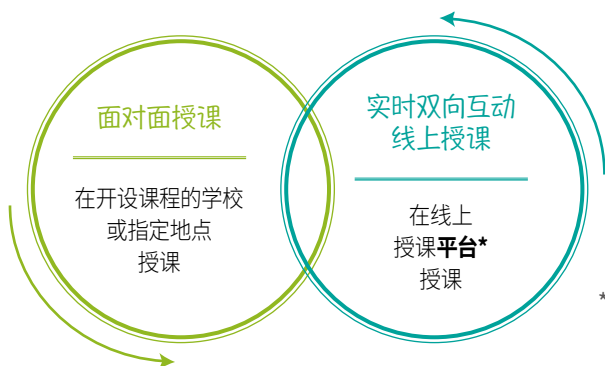 面对面授课
在开设课程的学校
或指定地点
授课
实时双向互动
线上授课
在线上
授课平台*
授课
*